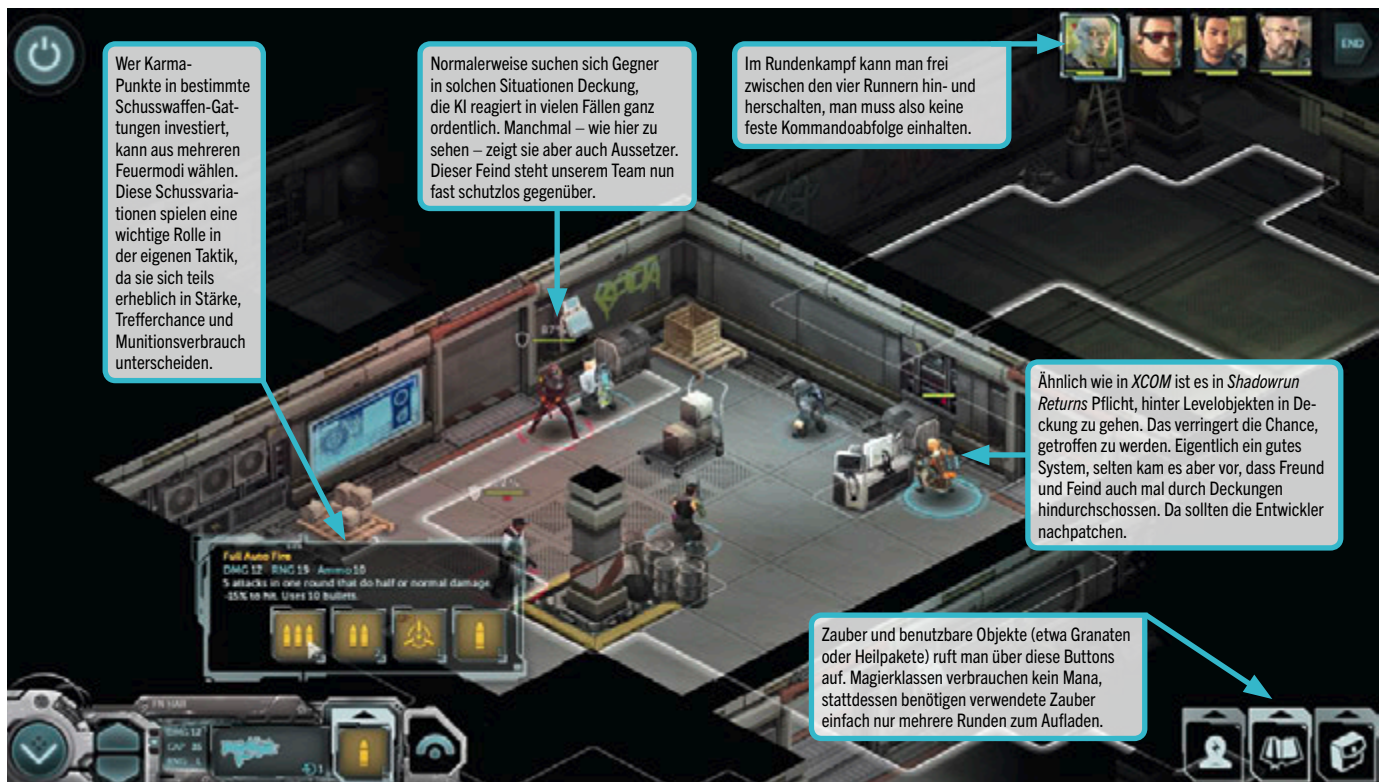 Wer Karma-
Punkte in bestimmte
Schusswaffen-Gat-
tungen investiert,
kann aus mehreren
Feuermodi wählen.
Diese Schussvaria-
tionen spielen eine
wichtige Rolle in
der eigenen Taktik,
da sie sich teils
erheblich in Stärke,
Trefferchance und
Munitionsverbrauch
unterscheiden.
Normalerweise suchen sich Gegner
in solchen Situationen Deckung,
die KI reagiert in vielen Fällen ganz
ordentlich. Manchmal – wie hier zu
sehen – zeigt sie aber auch Aussetzer.
Dieser Feind steht unserem Team nun
fast schutzlos gegenüber.
Im Rundenkampf kann man frei
zwischen den vier Runnern hin- und
herschalten, man muss also keine
feste Kommandoabfolge einhalten.
END
Ähnlich wie in XCOM ist es in Shadowrun
Returns Pflicht, hinter Levelobjekten in De-
ckung zu gehen. Das verringert die Chance,
getroffen zu werden. Eigentlich ein gutes
System, selten kam es aber vor, dass Freund
und Feind auch mal durch Deckungen
hindurchschossen. Da sollten die Entwickler
nachpatchen.
Full Auto Fire
DMG 12 RNG 19 Ammo 10
5 attacks in one round that do half or normal damage.
-15% to hit. Uses 10 bullets.
Zauber und benutzbare Objekte (etwa Granaten
oder Heilpakete) ruft man über diese Buttons
auf. Magierklassen verbrauchen kein Mana,
stattdessen benötigen verwendete Zauber
einfach nur mehrere Runden zum Aufladen.